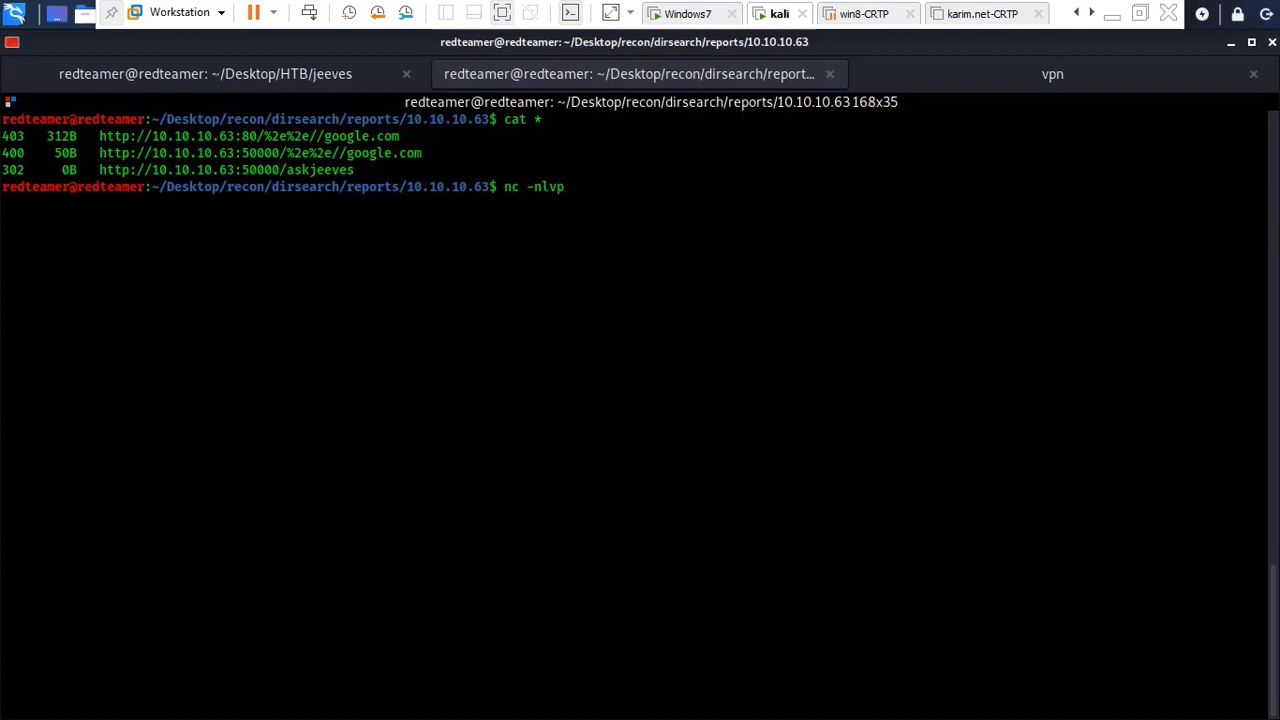 Workstation
Windows7
kali
win8-CRTP
karim.net-CRTP
redteamer@redteamer: ~/Desktop/recon/dirsearch/reports/10.10.10.63
redteamer@redteamer: ~/Desktop/HTB/jeeves
redteamer@redteamer: ~/Desktop/recon/dirsearch/report...
vpn
redteamer@redteamer: ~/Desktop/recon/dirsearch/reports/10.10.10.63 168x35
redteamer@redteamer:~/Desktop/recon/dirsearch/reports/10.10.10.63$ cat *
403   312B   http://10.10.10.63:80/%2e%2e//google.com
400    50B   http://10.10.10.63:50000/%2e%2e//google.com
302     0B   http://10.10.10.63:50000/askjeeves
redteamer@redteamer:~/Desktop/recon/dirsearch/reports/10.10.10.63$ nc -nlvp